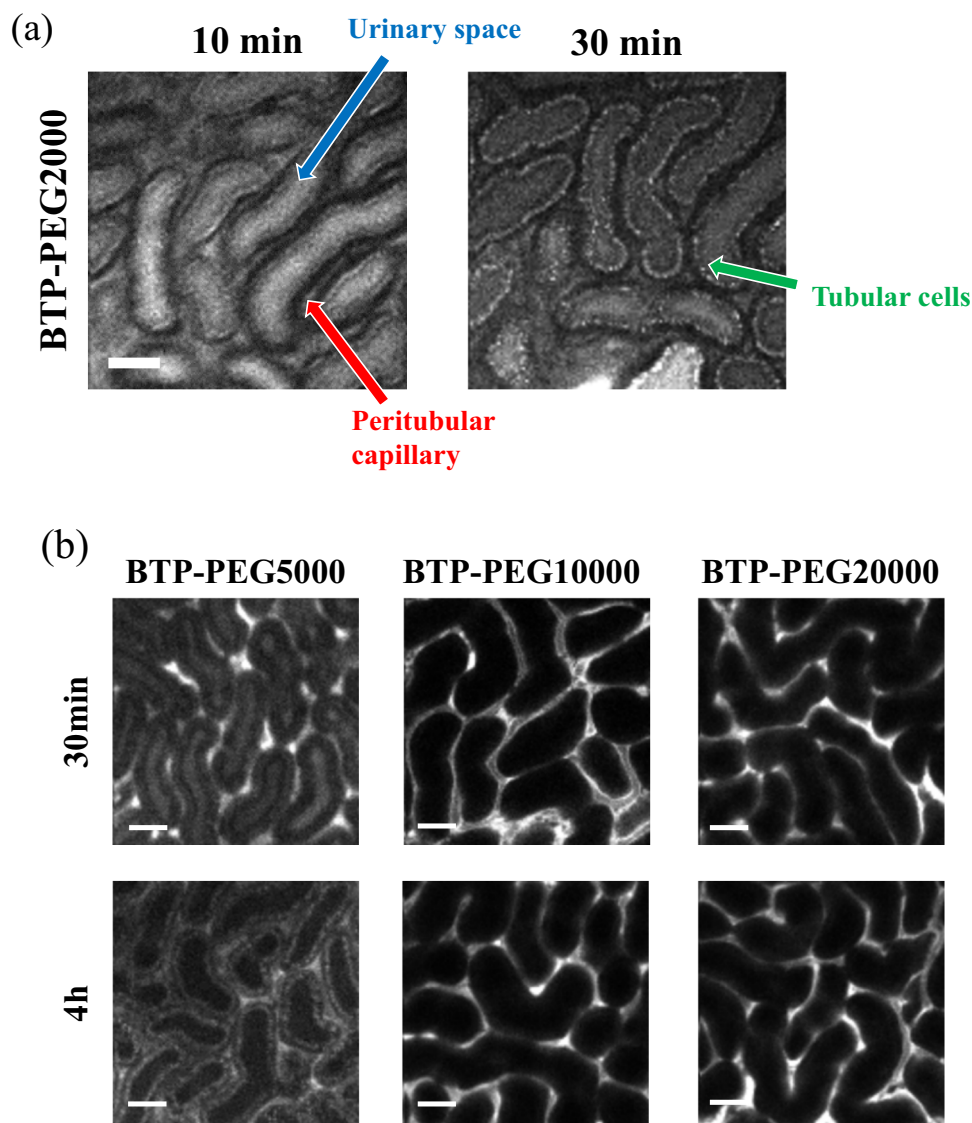 (a)
10 min
Urinary space
30 min
BTP-PEG2000
Tubular cells
Peritubular
capillary
(b)
BTP-PEG5000
BTP-PEG10000
BTP-PEG20000
30min
4h